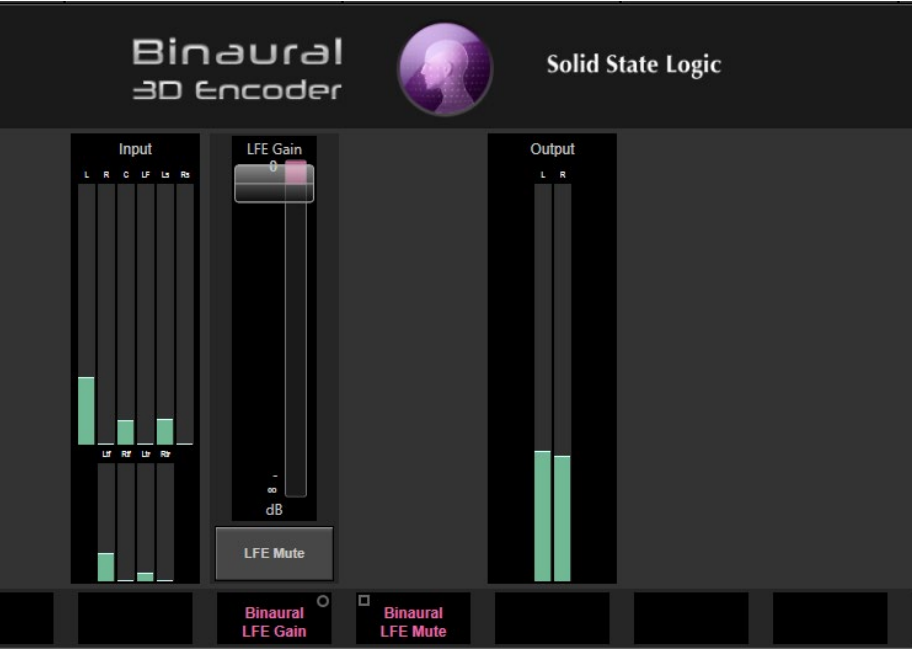 Binaural
3D Encoder
Solid State Logic
Input
L R C LF Ls Rs
Ltf Rtf Ltr Rtr
LFE Gain
0
-
∞
dB
LFE Mute
Output
L R
Binaural
LFE Gain
Binaural
LFE Mute